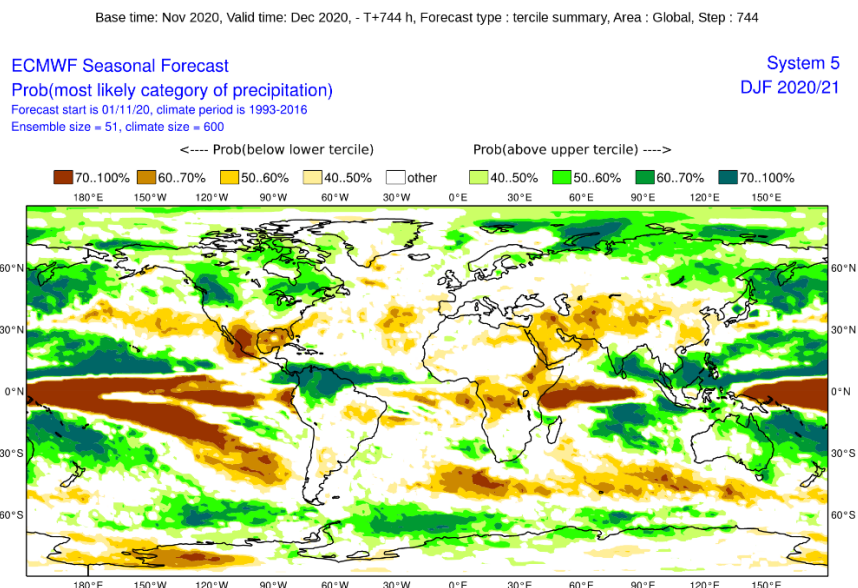 Base time: Nov 2020, Valid time: Dec 2020, - T+744 h, Forecast type : tercile summary, Area : Global, Step : 744
ECMWF Seasonal Forecast
System 5
Prob(most likely category of precipitation)
DJF 2020/21
Forecast start is 01/11/20, climate period is 1993-2016
Ensemble size = 51, climate size = 600
<---- Prob(below lower tercile)
Prob(above upper tercile) ---->
70..100% 60..70% 50..60% 40..50% other 40..50% 50..60% 60..70% 70..100%
180°E 150°W 120°W 90°W 60°W 30°W 0°E 30°E 60°E 90°E 120°E 150°E
60°N 60°N
30°N 30°N
0°N 0°N
30°S 30°S
60°S 60°S
180°E 150°W 120°W 90°W 60°W 30°W 0°E 30°E 60°E 90°E 120°E 150°E